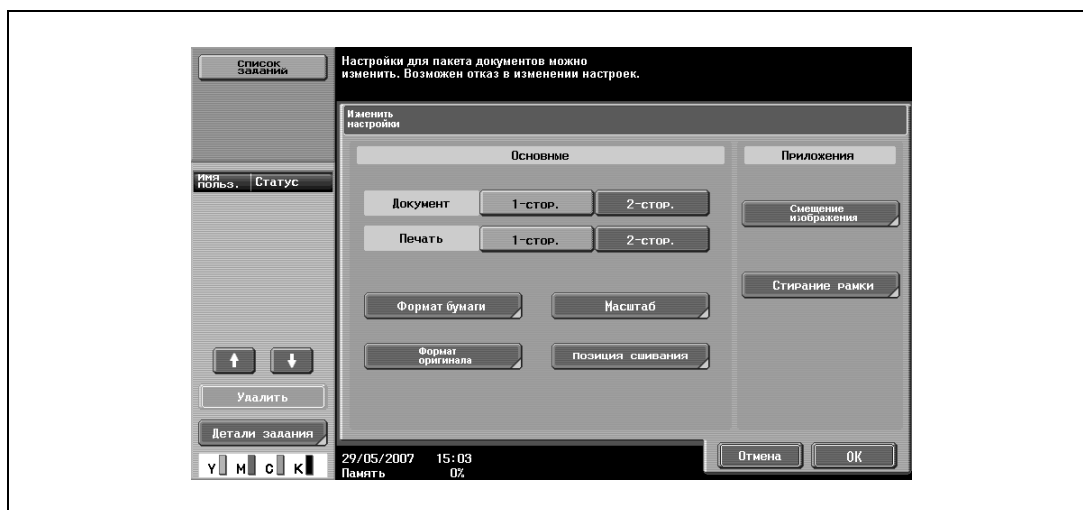 Список
заданий
Настройки для пакета документов можно
изменить. Возможен отказ в изменении настроек.
Изменить
настройки
Основные
Приложения
Имя
польз.
Статус
Документ
1-стор.
2-стор.
Печать
1-стор.
2-стор.
Смещение
изображения
Стирание рамки
Формат бумаги
Масштаб
Формат
оригинала
Позиция сшивания
Удалить
Детали задания
Y M C K
29/05/2007 15:03
Память 0%
Отмена
OK